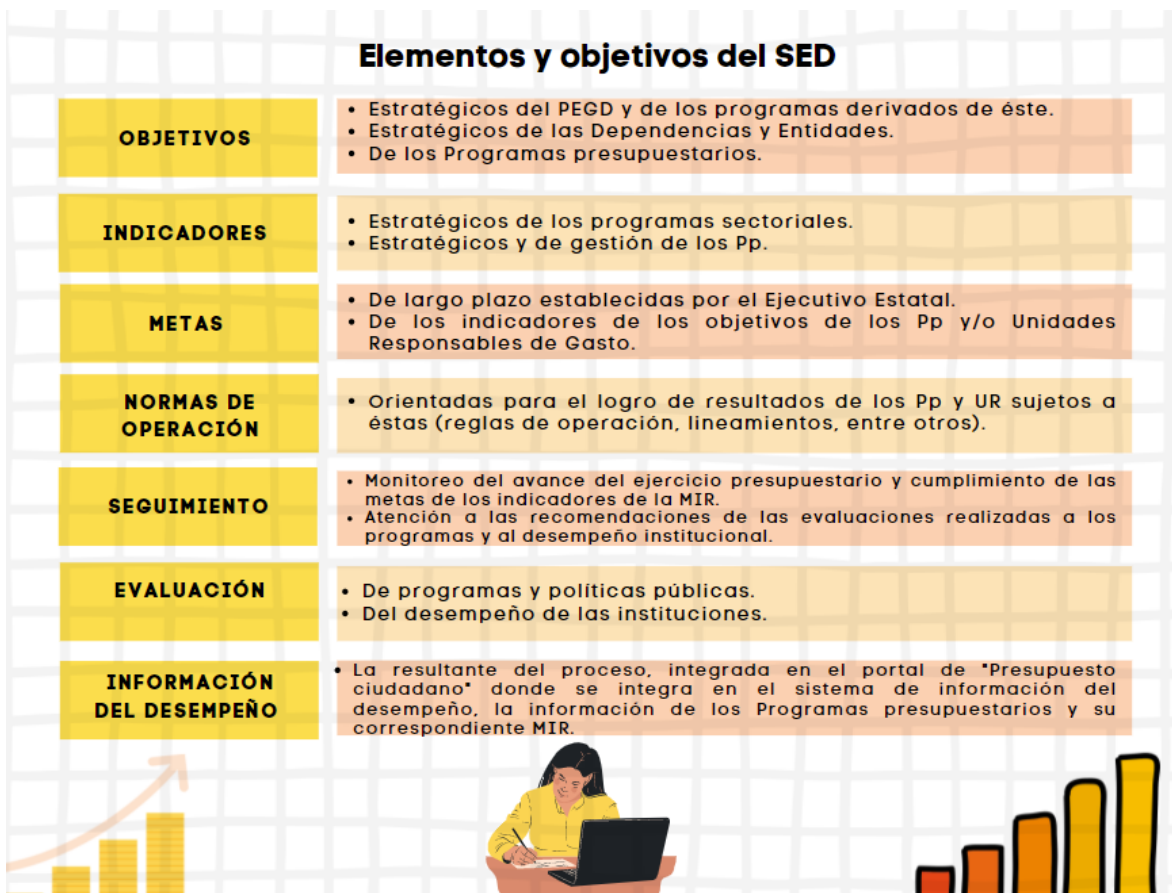 Elementos y objetivos del SED
OBJETIVOS
• Estratégicos del PEGD y de los programas derivados de éste.
• Estratégicos de las Dependencias y Entidades.
• De los Programas presupuestarios.
INDICADORES
• Estratégicos de los programas sectoriales.
• Estratégicos y de gestión de los Pp.
METAS
• De largo plazo establecidas por el Ejecutivo Estatal.
• De los indicadores de los objetivos de los Pp y/o Unidades
Responsables de Gasto.
NORMAS DE
OPERACIÓN
• Orientadas para el logro de resultados de los Pp y UR sujetos a
éstas (reglas de operación, lineamientos, entre otros).
SEGUIMIENTO
• Monitoreo del avance del ejercicio presupuestario y cumplimiento de las
metas de los indicadores de la MIR.
• Atención a las recomendaciones de las evaluaciones realizadas a los
programas y al desempeño institucional.
EVALUACIÓN
• De programas y políticas públicas.
• Del desempeño de las instituciones.
INFORMACIÓN
DEL DESEMPEÑO
• La resultante del proceso, integrada en el portal de "Presupuesto
ciudadano" donde se integra en el sistema de información del
desempeño, la información de los Programas presupuestarios y su
correspondiente MIR.